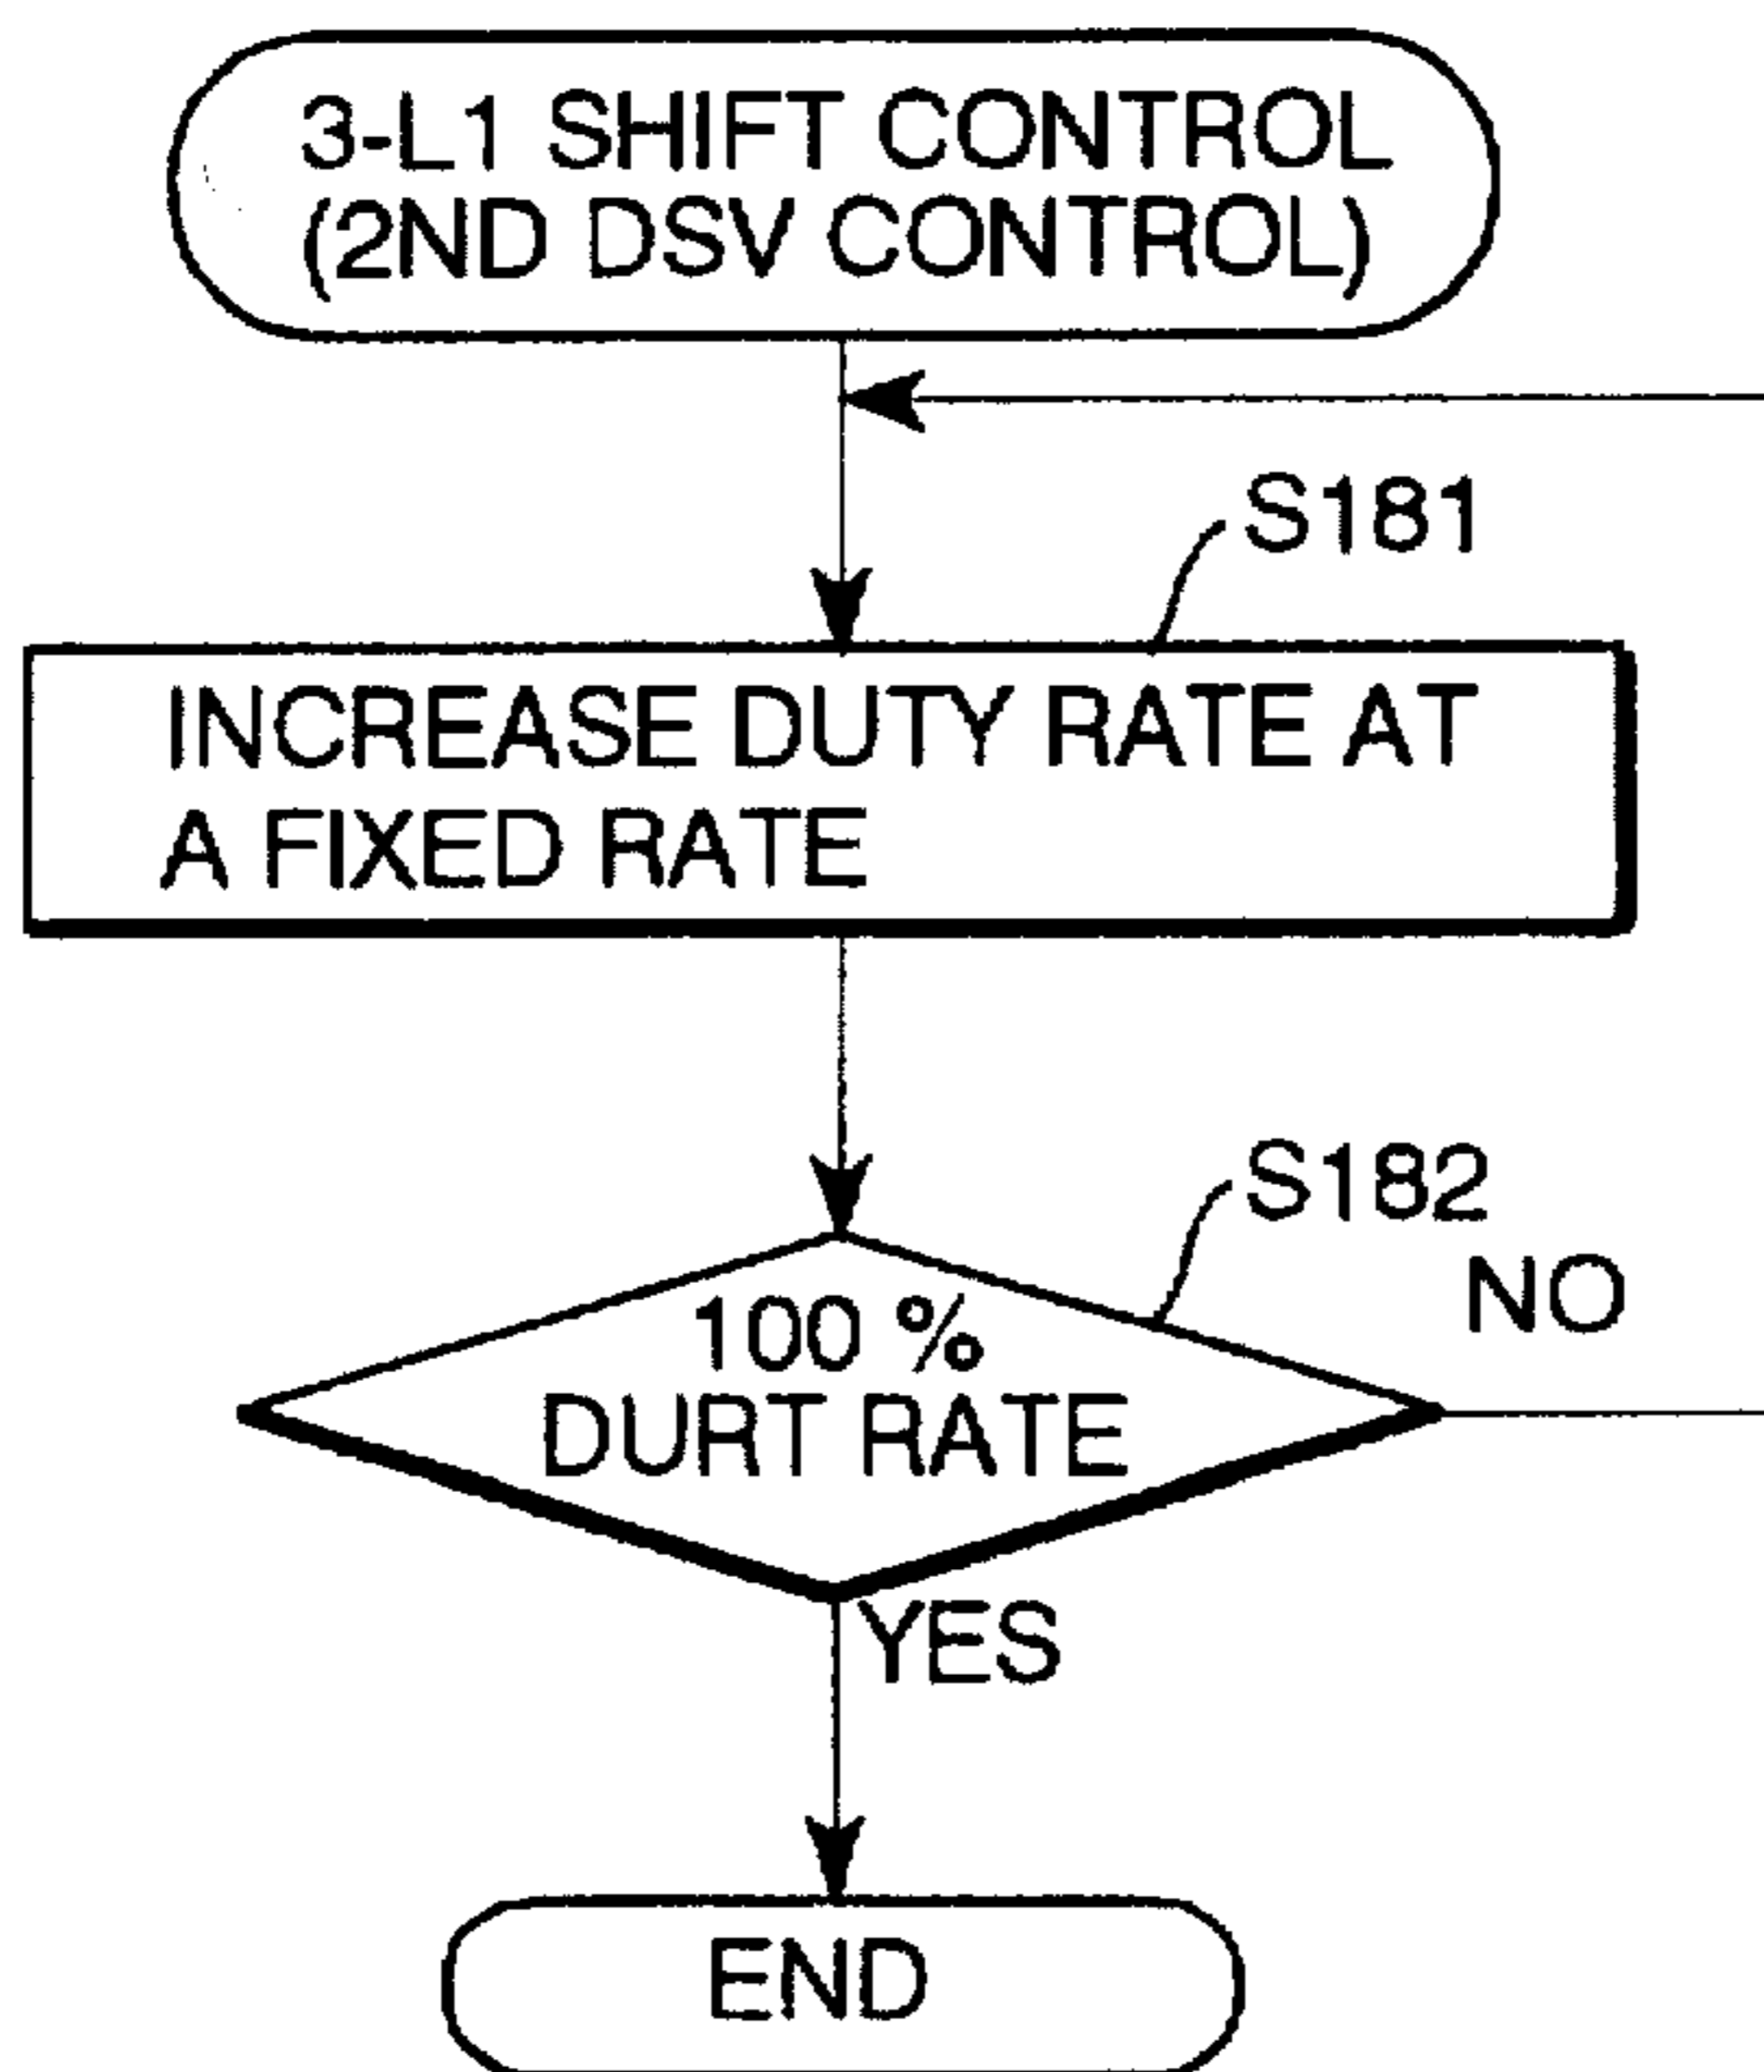 3-L1 SHIFT CONTROL
(2ND DSV CONTROL)
S181
INCREASE DUTY RATE AT
A FIXED RATE
S182
NO
100 %
DURT RATE
YES
END